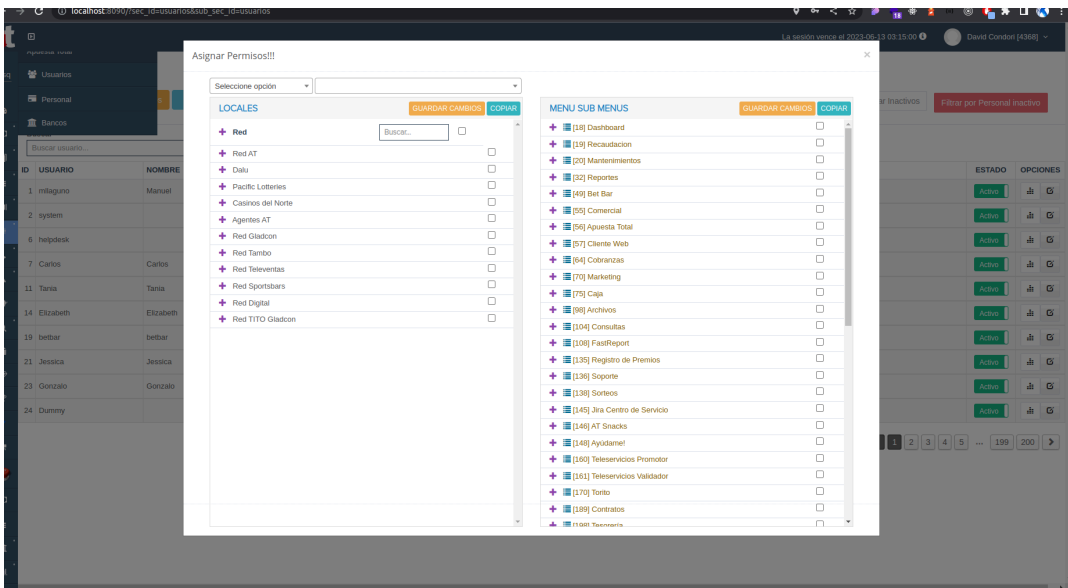 localhost:8090/?sec_id=usuarios&sub_sec_id=usuarios
18
La sesión vence el 2023-06-13 03:15:00
David Condori [4368]
Apuesta Total
Usuarios
Personal
Bancos
Asignar Permisos!!!
×
Seleccione opción
LOCALES
GUARDAR CAMBIOS
COPIAR
Red
Buscar..
Red AT
Dalu
Pacific Lotteries
Casinos del Norte
Agentes AT
Red Gladcon
Red Tambo
Red Televentas
Red Sportsbars
Red Digital
Red TITO Gladcon
MENU SUB MENUS
GUARDAR CAMBIOS
COPIAR
[18] Dashboard
[19] Recaudacion
[20] Mantenimientos
[32] Reportes
[49] Bet Bar
[55] Comercial
[56] Apuesta Total
[57] Cliente Web
[64] Cobranzas
[70] Marketing
[75] Caja
[98] Archivos
[104] Consultas
[108] FastReport
[135] Registro de Premios
[136] Soporte
[138] Sorteos
[145] Jira Centro de Servicio
[146] AT Snacks
[148] Ayúdame!
[160] Teleservicios Promotor
[161] Teleservicios Validador
[170] Torito
[189] Contratos
[198] Tesorería
ar Inactivos
Filtrar por Personal inactivo
Buscar usuario...
ID USUARIO NOMBRE ESTADO OPCIONES
1 mlaguno Manuel Activo
2 system Activo
6 helpdesk Activo
7 Carlos Carlos Activo
11 Tania Tania Activo
14 Elizabeth Elizabeth Activo
19 betbar betbar Activo
21 Jessica Jessica Activo
23 Gonzalo Gonzalo Activo
24 Dummy Activo
1 2 3 4 5 ... 199 200